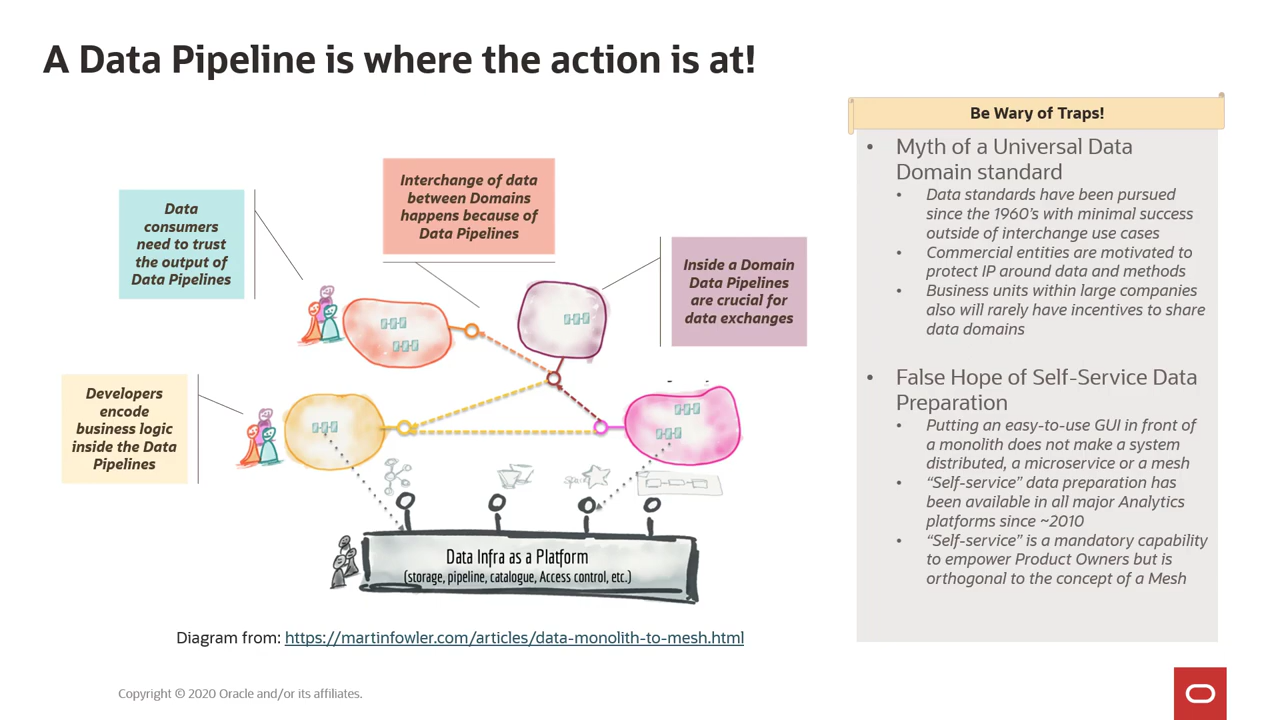 A Data Pipeline is where the action is at!
Data
consumers
need to trust
the output of
Data Pipelines
Interchange of data
between Domains
happens because of
Data Pipelines
Inside a Domain
Data Pipelines
are crucial for
data exchanges
Developers
encode
business logic
inside the Data
Pipelines
Data Infra as a Platform
(storage, pipeline, catalogue, Access control, etc.)
Diagram from: https://martinfowler.com/articles/data-monolith-to-mesh.html
Be Wary of Traps!
• Myth of a Universal Data
Domain standard
• Data standards have been pursued
since the 1960's with minimal success
outside of interchange use cases
• Commercial entities are motivated to
protect IP around data and methods
• Business units within large companies
also will rarely have incentives to share
data domains
• False Hope of Self-Service Data
Preparation
• Putting an easy-to-use GUI in front of
a monolith does not make a system
distributed, a microservice or a mesh
• “Self-service” data preparation has
been available in all major Analytics
platforms since ~2010
• “Self-service” is a mandatory capability
to empower Product Owners but is
orthogonal to the concept of a Mesh
Copyright © 2020 Oracle and/or its affiliates.